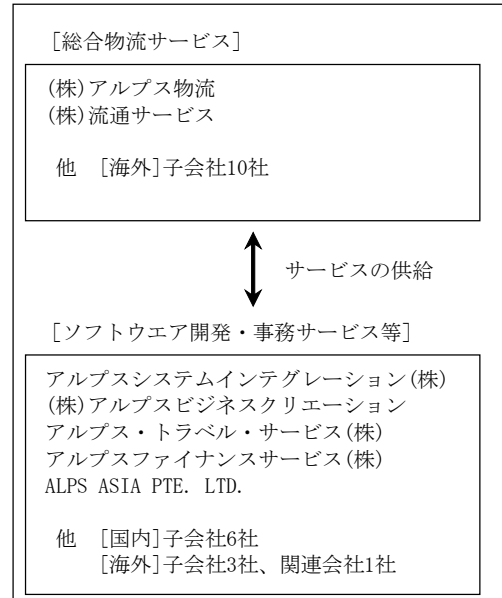 [総合物流サービス]
(株)アルプス物流
(株)流通サービス
他 [海外]子会社10社
サービスの供給
[ソフトウエア開発・事務サービス等]
アルプスシステムインテグレーション(株)
(株)アルプスビジネスクリエーション
アルプス・トラベル・サービス(株)
アルプスファイナンスサービス(株)
ALPS ASIA PTE. LTD.
他 [国内]子会社6社
[海外]子会社3社、関連会社1社